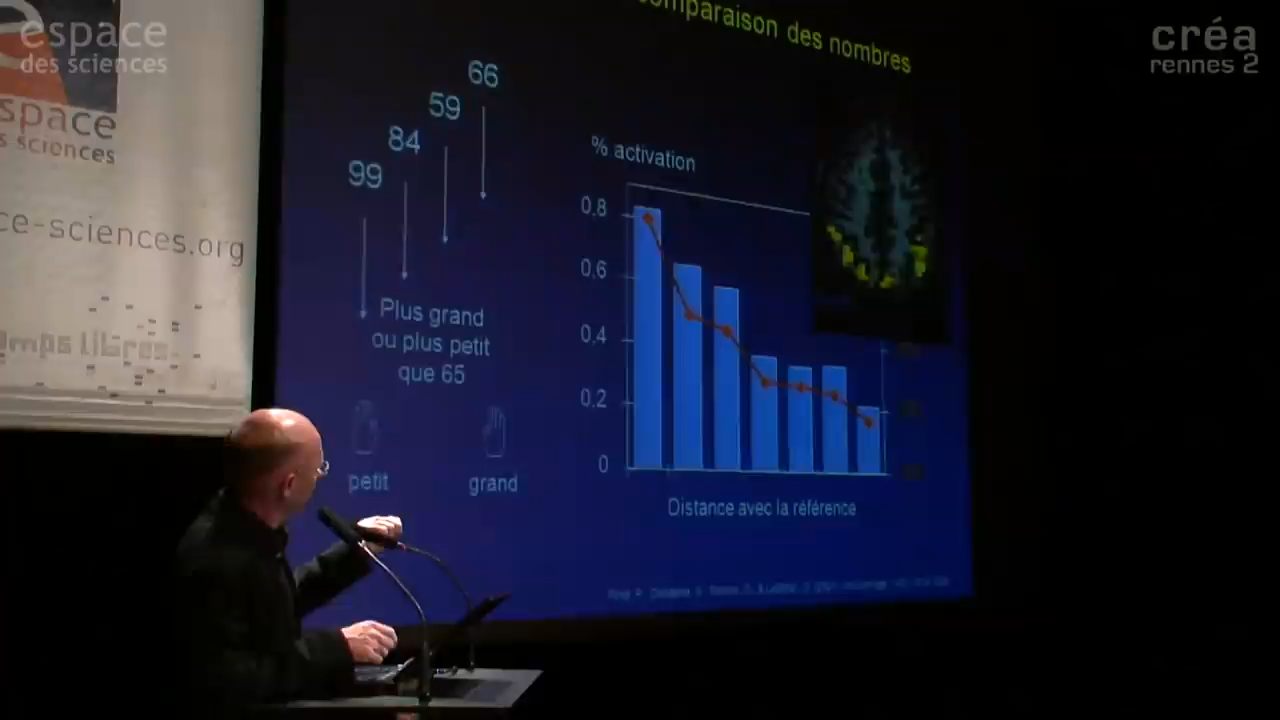 espace
des sciences
space
s sciences
ce-sciences.org
mps Libres
créa
rennes 2
omparaison des nombres
66
59
84
99
Plus grand
ou plus petit
que 65
petit
grand
% activation
0.8
0.6
0.4
0.2
0
Distance avec la référence